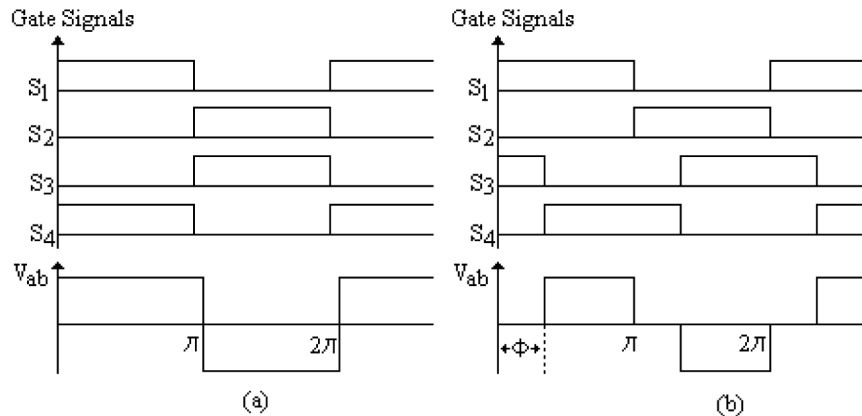 Gate Signals
S1
S2
S3
S4
Vab
π
2π
(a)
Gate Signals
S1
S2
S3
S4
Vab
Φ
π
2π
(b)